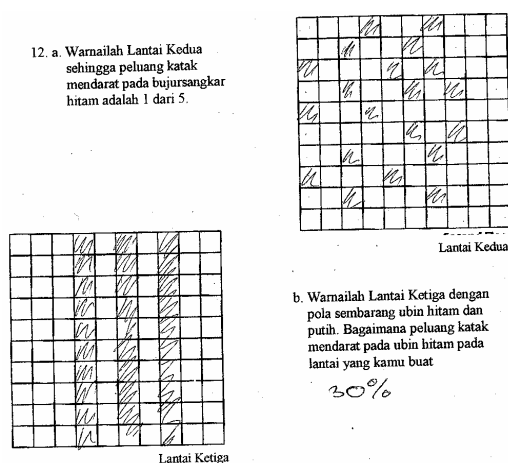 12. a. Warnailah Lantai Kedua
sehingga peluang katak
mendarat pada bujursangkar
hitam adalah 1 dari 5.
Lantai Kedua
b. Warnailah Lantai Ketiga dengan
pola sembarang ubin hitam dan
putih. Bagaimana peluang katak
mendarat pada ubin hitam pada
lantai yang kamu buat
30%
Lantai Ketiga